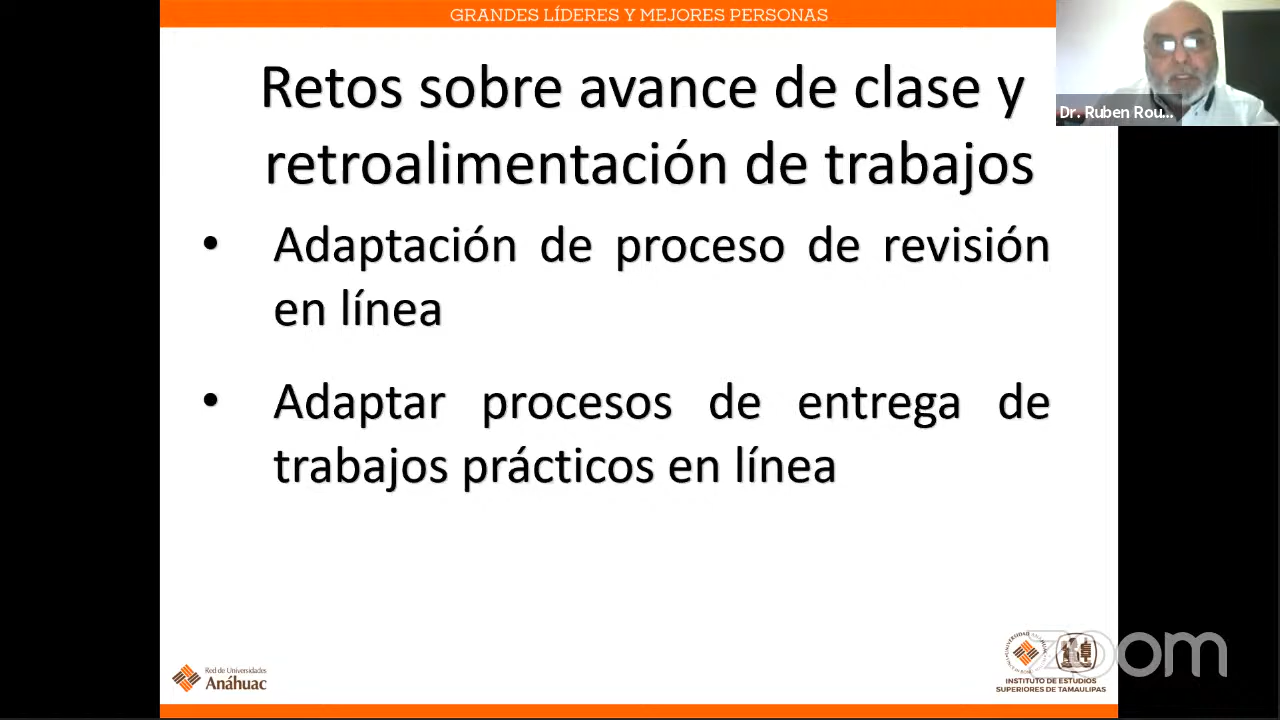 GRANDES LÍDERES Y MEJORES PERSONAS
Dr. Ruben Rou...
Retos sobre avance de clase y
retroalimentación de trabajos
• Adaptación de proceso de revisión
en línea
• Adaptar procesos de entrega de
trabajos prácticos en línea
Red de Universidades
Anáhuac
zoom
INSTITUTO DE ESTUDIOS
SUPERIORES DE TAMAULIPAS